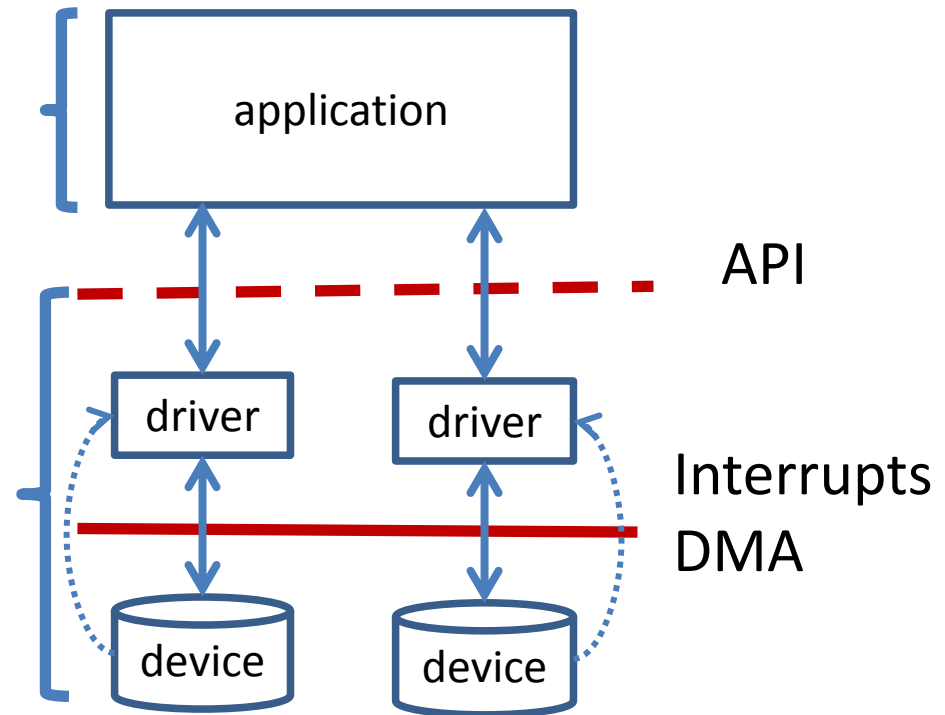 application
API
driver
driver
Interrupts
DMA
device
device